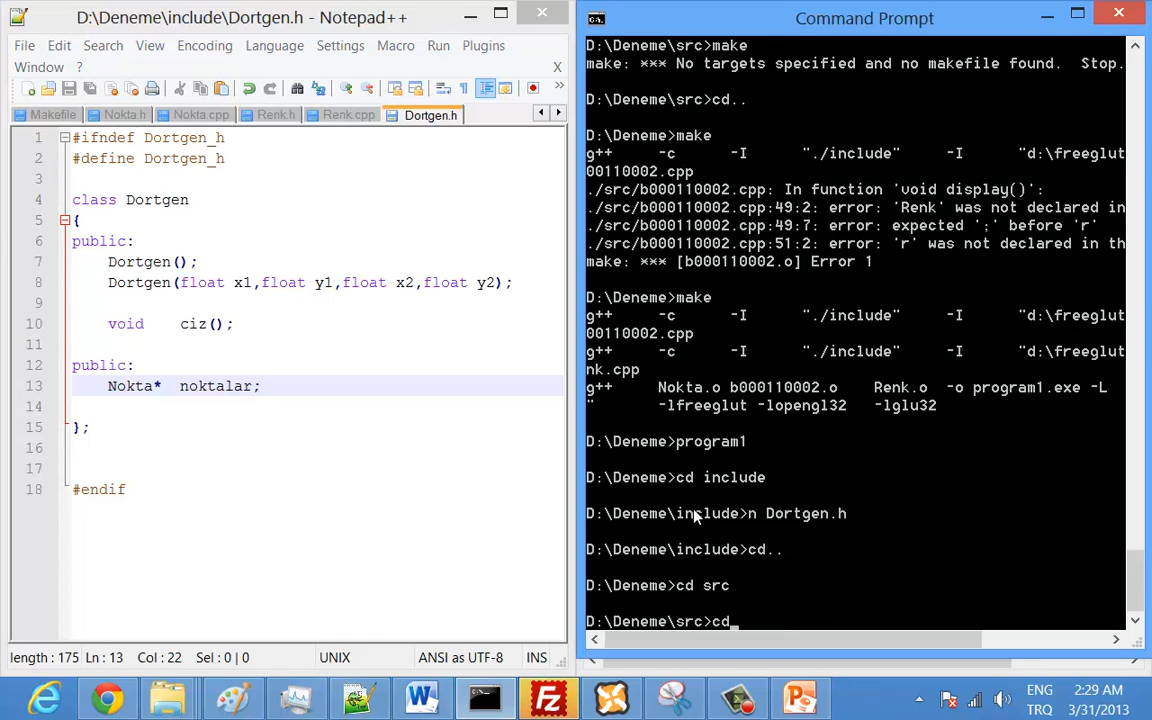 D:\Deneme\include\Dortgen.h - Notepad++
File Edit Search View Encoding Language Settings Macro Run Plugins
Window ? X
Makefile Nokta.h Nokta.cpp Renk.h Renk.cpp Dortgen.h
1 #ifndef Dortgen_h
2 #define Dortgen_h
3
4 class Dortgen
5 {
6 public:
7 Dortgen();
8 Dortgen(float x1,float y1,float x2,float y2);
9
10 void ciz();
11
12 public:
13 Nokta* noktalar;
14
15 };
16
17
18 #endif
length : 175 Ln : 13 Col : 22 Sel : 0 | 0 UNIX ANSI as UTF-8 INS
Command Prompt
D:\Deneme\src>make
make: *** No targets specified and no makefile found. Stop.
D:\Deneme\src>cd..
D:\Deneme>make
g++ -c -I "./include" -I "d:\freeglut
00110002.cpp
./src/b000110002.cpp: In function 'void display()':
./src/b000110002.cpp:49:2: error: 'Renk' was not declared in
./src/b000110002.cpp:49:7: error: expected ';' before 'r'
./src/b000110002.cpp:51:2: error: 'r' was not declared in th
make: *** [b000110002.o] Error 1
D:\Deneme>make
g++ -c -I "./include" -I "d:\freeglut
00110002.cpp
g++ -c -I "./include" -I "d:\freeglut
nk.cpp
g++ Nokta.o b000110002.o Renk.o -o program1.exe -L
" -lfreeglut -lopengl32 -lglu32
D:\Deneme>program1
D:\Deneme>cd include
D:\Deneme\include>n Dortgen.h
D:\Deneme\include>cd..
D:\Deneme>cd src
D:\Deneme\src>cd_
ENG 2:29 AM
TRQ 3/31/2013